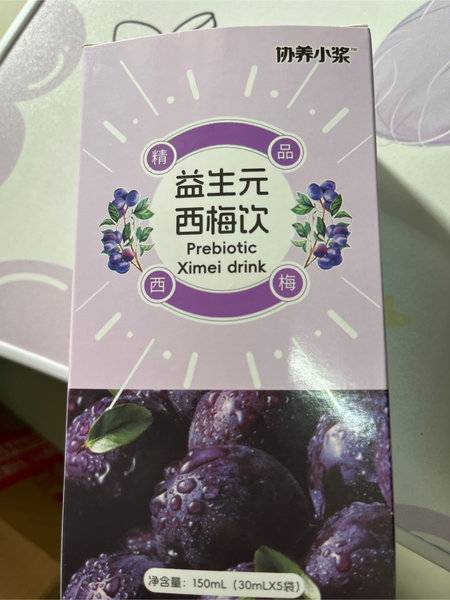 协养小浆™
精 品
益生元
西梅饮
Prebiotic
Ximei drink
西 梅
净含量： 150mL（30mLX5袋）